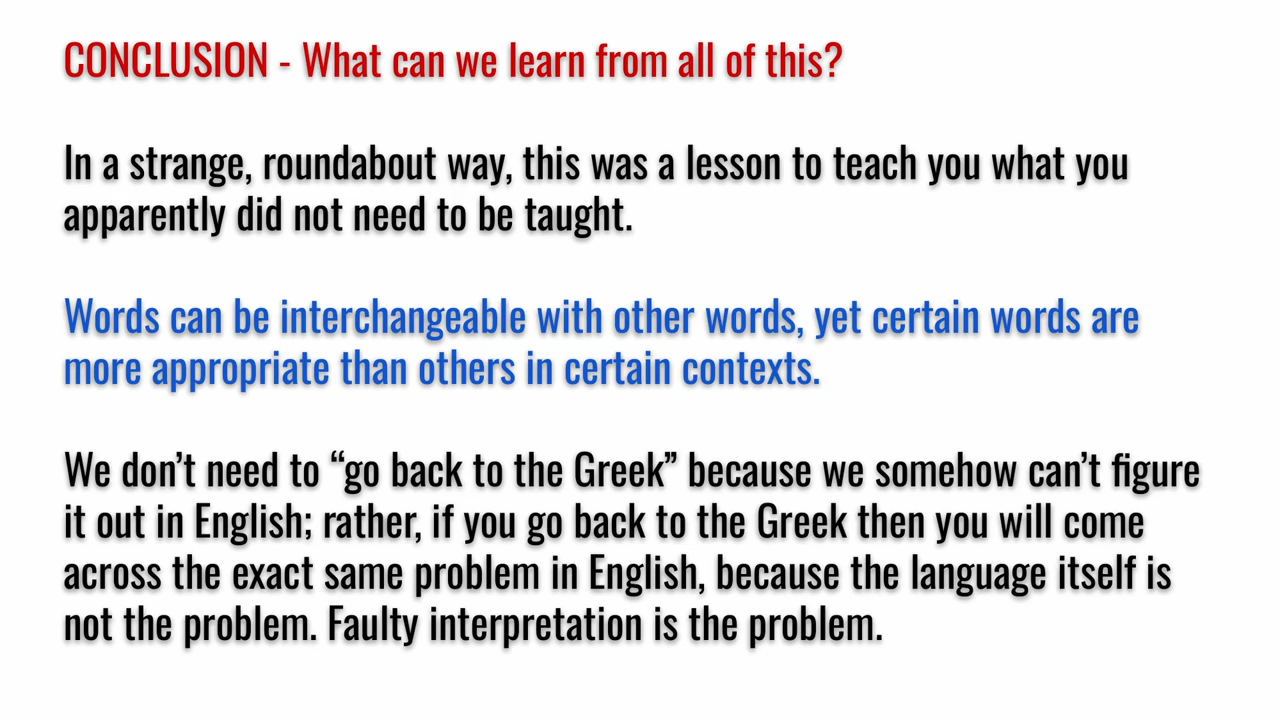 CONCLUSION - What can we learn from all of this?
In a strange, roundabout way, this was a lesson to teach you what you
apparently did not need to be taught.
Words can be interchangeable with other words, yet certain words are
more appropriate than others in certain contexts.
We don’t need to “go back to the Greek” because we somehow can’t figure
it out in English; rather, if you go back to the Greek then you will come
across the exact same problem in English, because the language itself is
not the problem. Faulty interpretation is the problem.